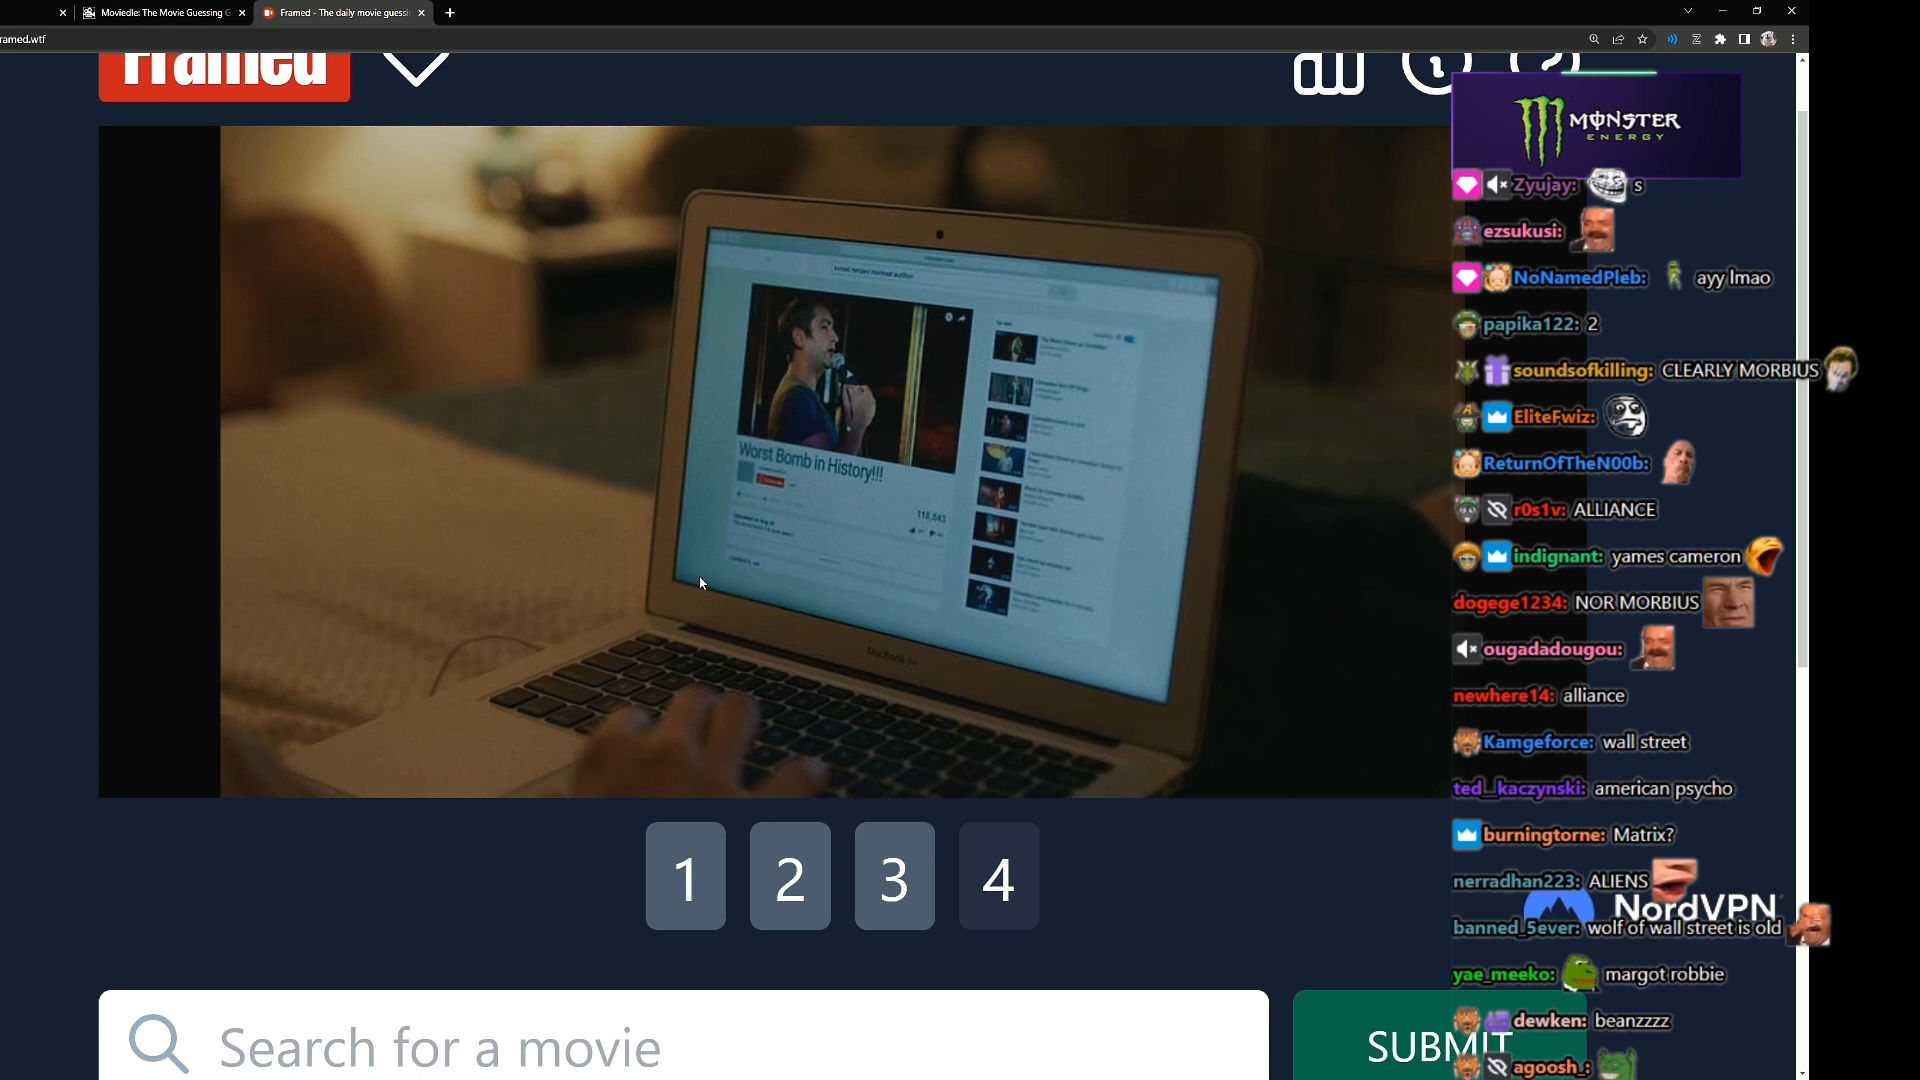 Moviedle: The Movie Guessing G
Framed - The daily movie guessi
ramed.wtf
Framed
MONSTER
ENERGY
Zyujay: s
ezsukusi:
NoNamedPleb: ayy lmao
papika122: 2
soundsofkilling: CLEARLY MORBIUS
EliteFwiz:
ReturnOfTheN00b:
r0s1v: ALLIANCE
indignant: yames cameron
dogege1234: NOR MORBIUS
ougadadougou:
newhere14: alliance
Kamgeforce: wall street
ted__kaczynski: american psycho
burningtorne: Matrix?
nerradhan223: ALIENS
NordVPN
banned_5ever: wolf of wall street is old
yae_meeko: margot robbie
dewken: beanzzzz
agoosh_:
Worst Bomb in History!!!
118,843
MacBook Air
1
2
3
4
Search for a movie
SUBMIT